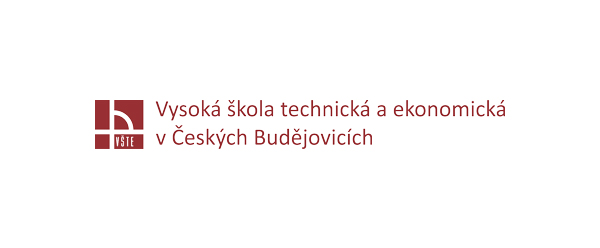 Vysoká škola technická a ekonomická
v Českých Budějovicích
VŠTE